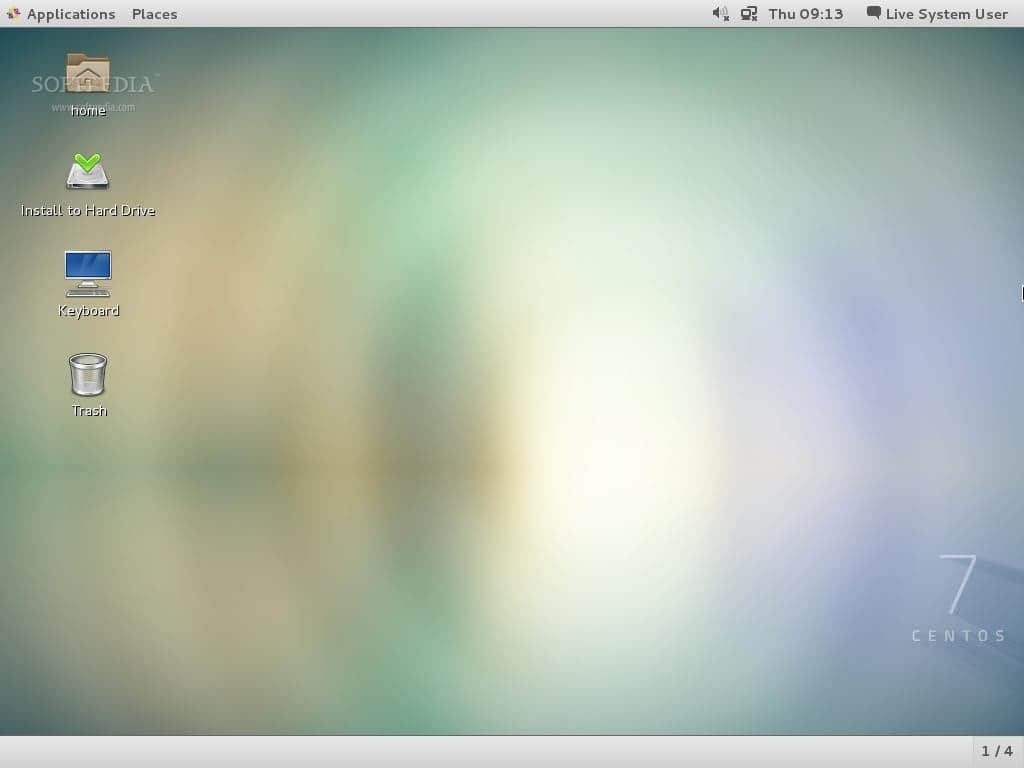 Applications Places Thu 09:13 Live System User
SOFTPEDIA
www.softpedia.com
home
Install to Hard Drive
Keyboard
Trash
7
CENTOS
1 / 4